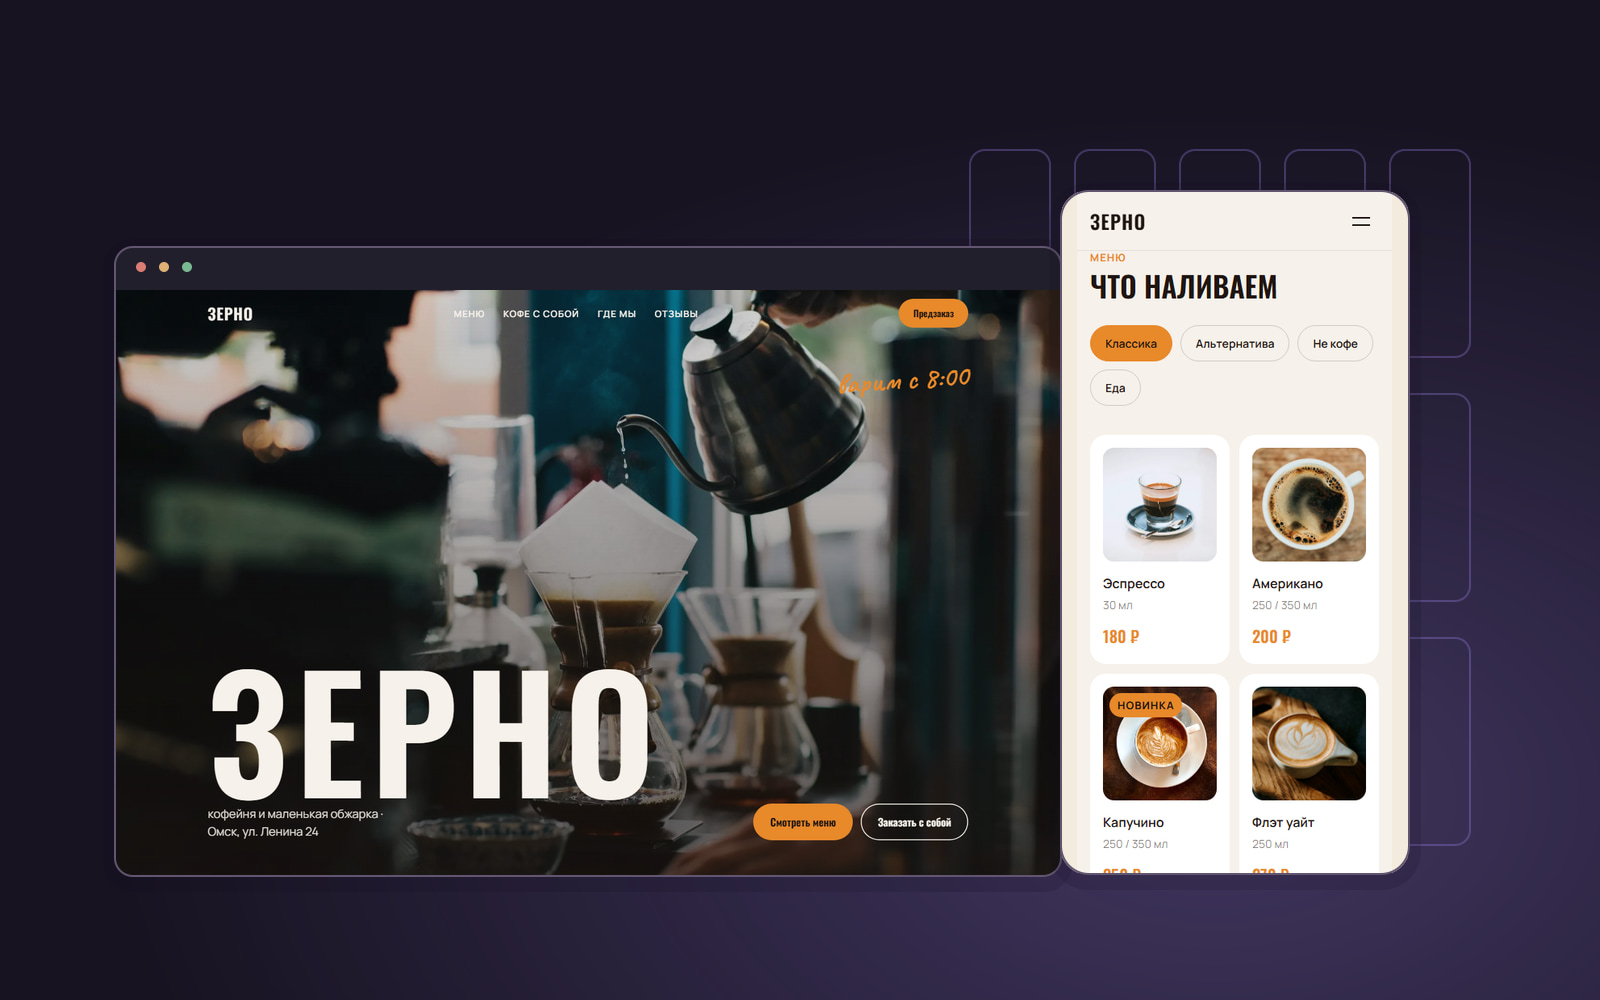 ЗЕРНО
МЕНЮ КОФЕ С СОБОЙ ГДЕ МЫ ОТЗЫВЫ
Предзаказ
Варим с 8:00
ЗЕРНО
кофейня и маленькая обжарка ·
Омск, ул. Ленина 24
Смотреть меню
Заказать с собой
ЗЕРНО
МЕНЮ
ЧТО НАЛИВАЕМ
Классика Альтернатива Не кофе
Еда
Эспрессо
30 мл
180 ₽
Американо
250 / 350 мл
200 ₽
НОВИНКА
Капучино
250 / 350 мл
Флэт уайт
250 мл